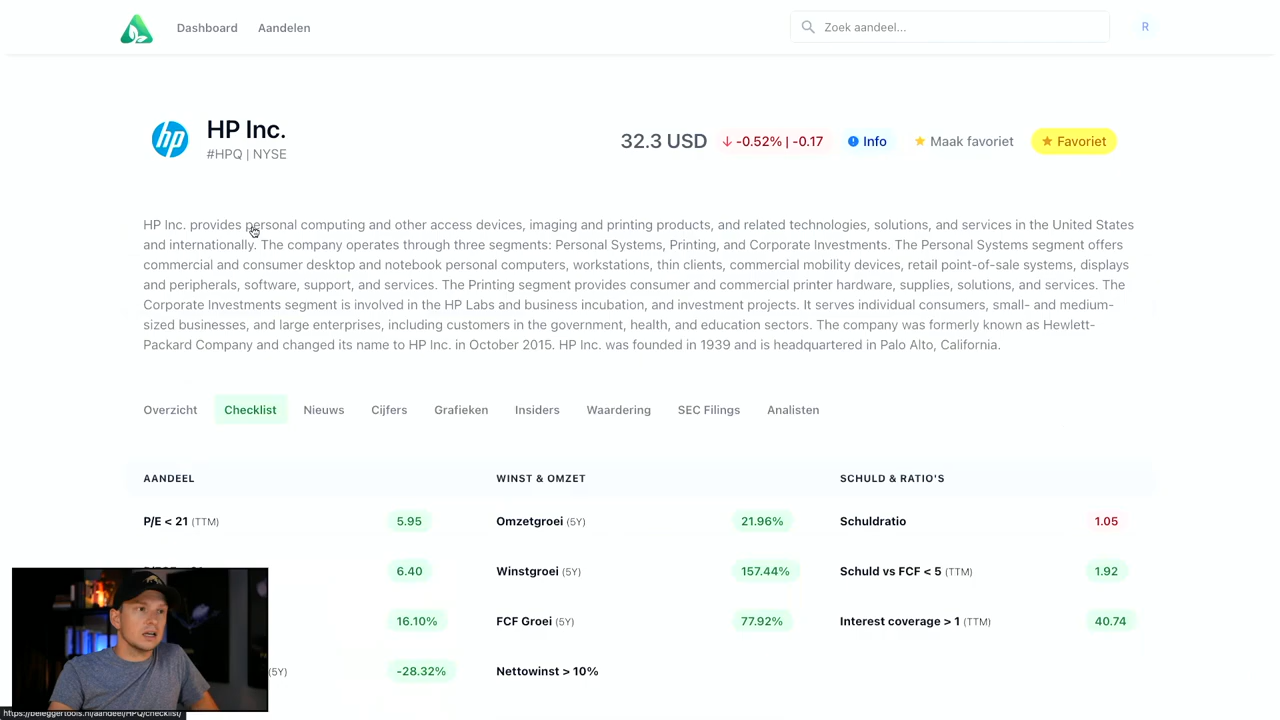 Dashboard
Aandelen
Zoek aandeel...
R
hp
HP Inc.
#HPQ | NYSE
32.3 USD
↓ -0.52% | -0.17
Info
Maak favoriet
Favoriet
HP Inc. provides personal computing and other access devices, imaging and printing products, and related technologies, solutions, and services in the United States
and internationally. The company operates through three segments: Personal Systems, Printing, and Corporate Investments. The Personal Systems segment offers
commercial and consumer desktop and notebook personal computers, workstations, thin clients, commercial mobility devices, retail point-of-sale systems, displays
and peripherals, software, support, and services. The Printing segment provides consumer and commercial printer hardware, supplies, solutions, and services. The
Corporate Investments segment is involved in the HP Labs and business incubation, and investment projects. It serves individual consumers, small- and medium-
sized businesses, and large enterprises, including customers in the government, health, and education sectors. The company was formerly known as Hewlett-
Packard Company and changed its name to HP Inc. in October 2015. HP Inc. was founded in 1939 and is headquartered in Palo Alto, California.
Overzicht
Checklist
Nieuws
Cijfers
Grafieken
Insiders
Waardering
SEC Filings
Analisten
AANDEEL
WINST & OMZET
SCHULD & RATIO'S
P/E < 21 (TTM)
5.95
Omzetgroei (5Y)
21.96%
Schuldratio
1.05
6.40
Winstgroei (5Y)
157.44%
Schuld vs FCF < 5 (TTM)
1.92
16.10%
FCF Groei (5Y)
77.92%
Interest coverage > 1 (TTM)
40.74
(5Y)
-28.32%
Nettowinst > 10%
https://beleggertools.nl/aandeel/HPQ/checklist/